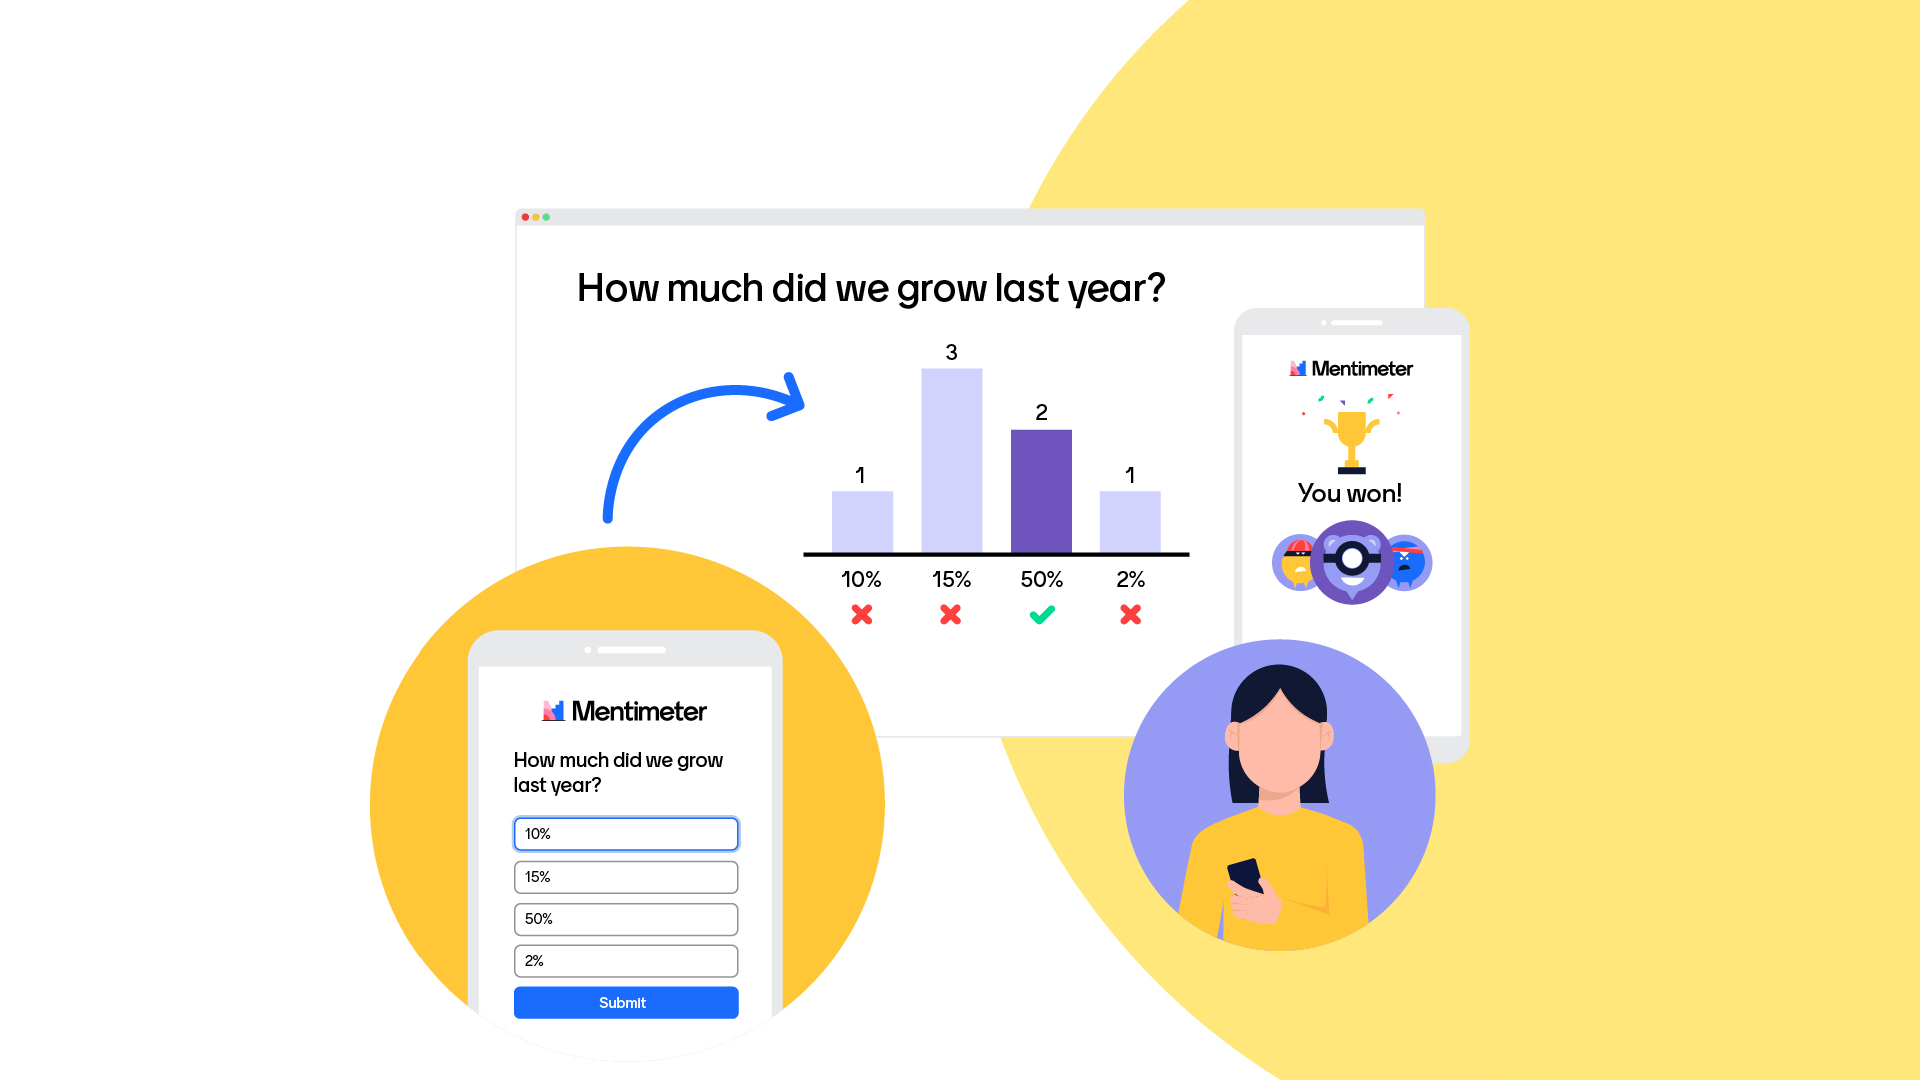 How much did we grow last year?
3
2
1
1
10%
15%
50%
2%
Mentimeter
You won!
Mentimeter
How much did we grow
last year?
10%
15%
50%
2%
Submit